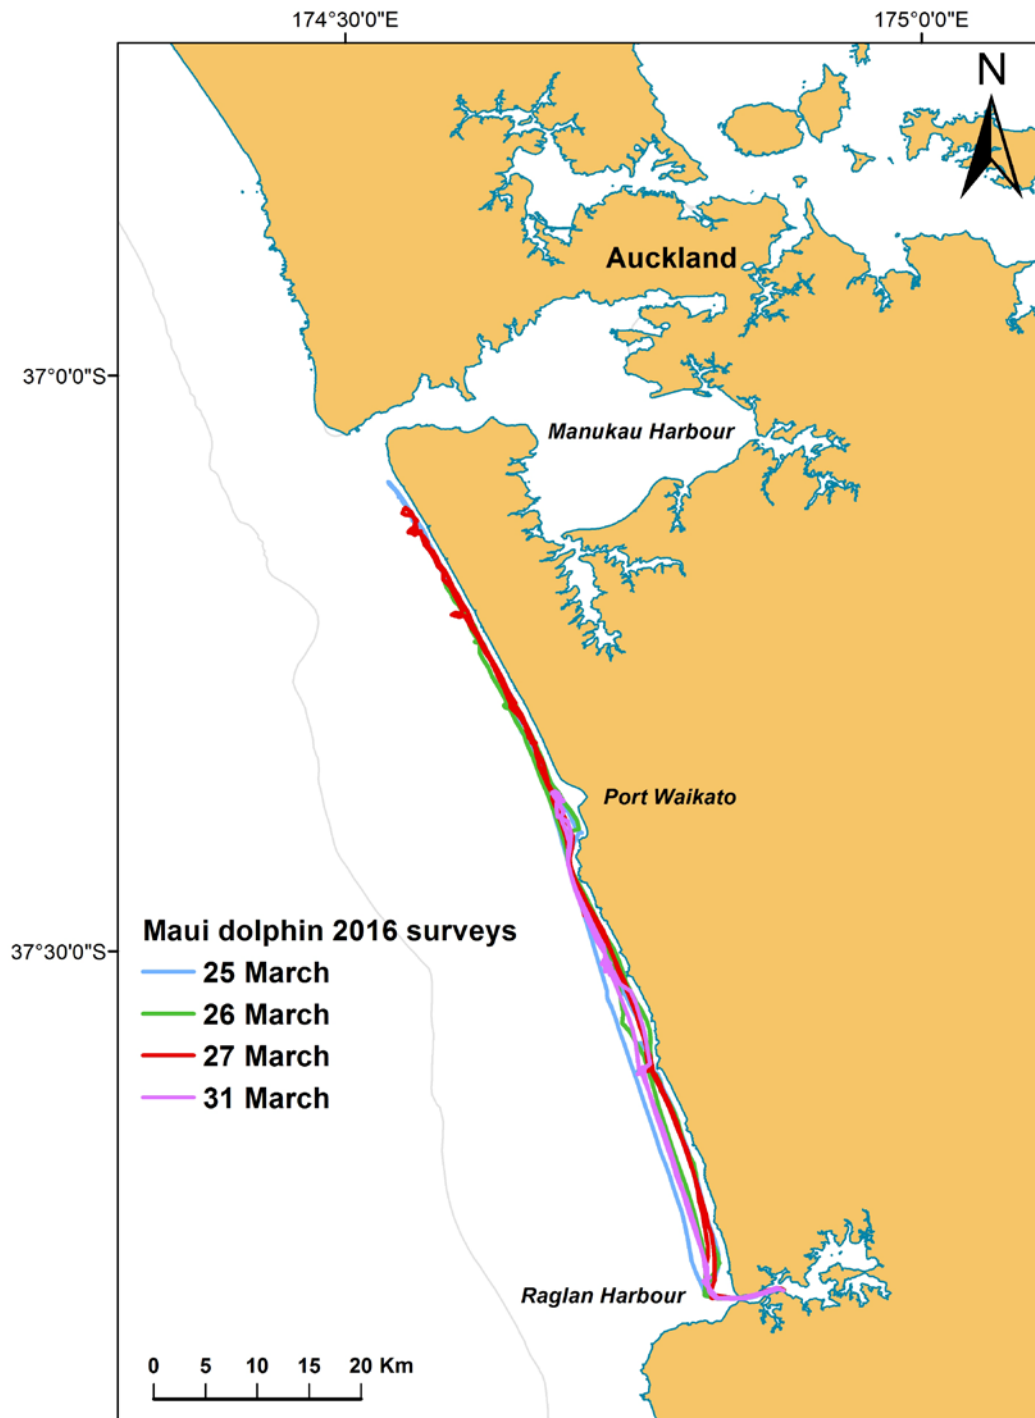 174°30'0"E
175°0'0"E
N
Auckland
37°0'0"S
Manukau Harbour
Port Waikato
Maui dolphin 2016 surveys
37°30'0"S
25 March
26 March
27 March
31 March
Raglan Harbour
0 5 10 15 20 Km